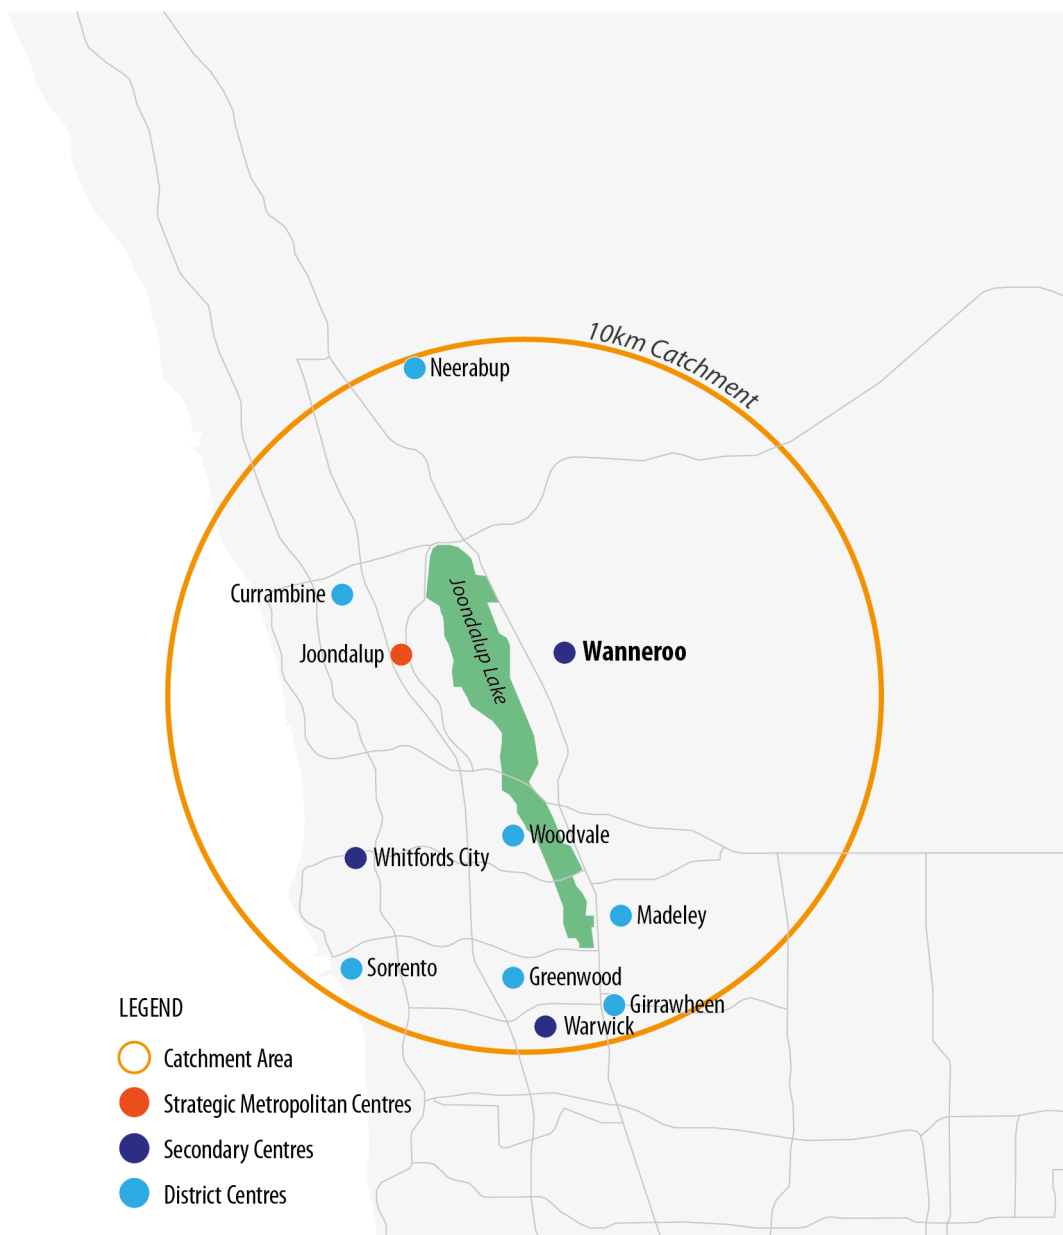 10km Catchment
Neerabup
Currambine
Joondalup
Joondalup Lake
Wanneroo
Woodvale
Whitfords City
Madeley
Sorrento
Greenwood
Girrawheen
Warwick
LEGEND
Catchment Area
Strategic Metropolitan Centres
Secondary Centres
District Centres